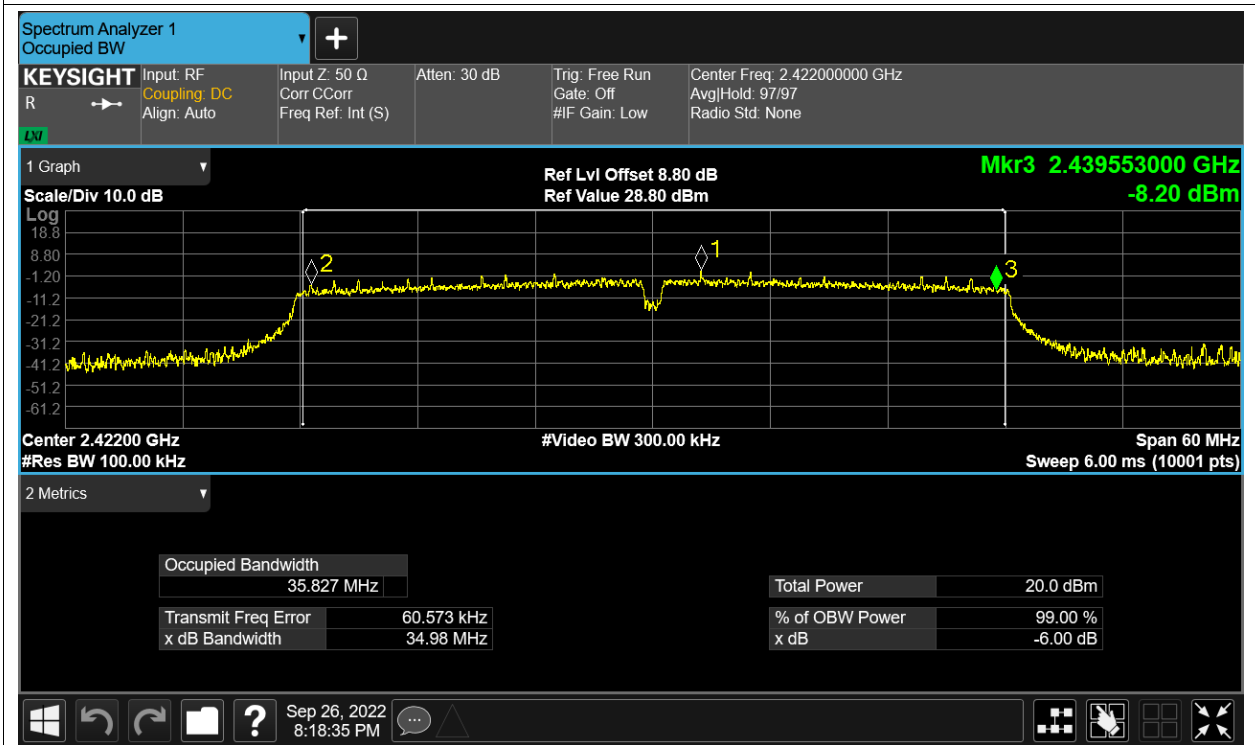 Spectrum Analyzer 1
Occupied BW
KEYSIGHT
R
LXI
Input: RF
Coupling: DC
Align: Auto
Input Z: 50 Ω
Corr CCorr
Freq Ref: Int (S)
Atten: 30 dB
Trig: Free Run
Gate: Off
#IF Gain: Low
Center Freq: 2.422000000 GHz
Avg|Hold: 97/97
Radio Std: None
1 Graph
Scale/Div 10.0 dB
Ref Lvl Offset 8.80 dB
Ref Value 28.80 dBm
Mkr3 2.439553000 GHz
-8.20 dBm
Log
18.8
8.80
-1.20
-11.2
-21.2
-31.2
-41.2
-51.2
-61.2
2
1
3
Center 2.42200 GHz
#Video BW 300.00 kHz
Span 60 MHz
#Res BW 100.00 kHz
Sweep 6.00 ms (10001 pts)
2 Metrics
Occupied Bandwidth
35.827 MHz
Total Power 20.0 dBm
Transmit Freq Error 60.573 kHz
% of OBW Power 99.00 %
x dB Bandwidth 34.98 MHz
x dB -6.00 dB
?
Sep 26, 2022
8:18:35 PM